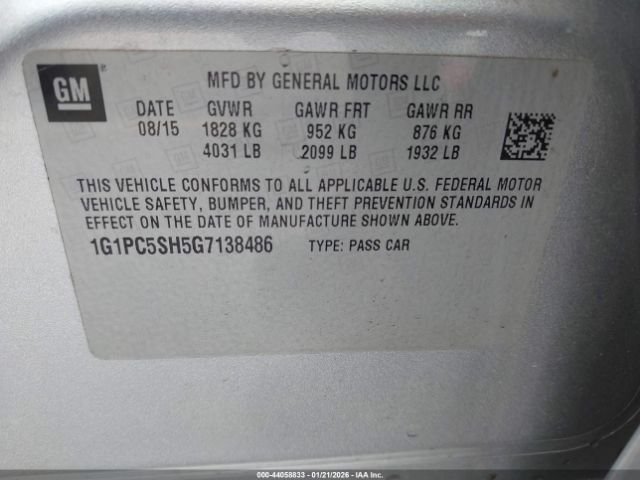 GM
MFD BY GENERAL MOTORS LLC
DATE GVWR GAWR FRT GAWR RR
08/15 1828 KG 952 KG 876 KG
4031 LB 2099 LB 1932 LB
THIS VEHICLE CONFORMS TO ALL APPLICABLE U.S. FEDERAL MOTOR
VEHICLE SAFETY, BUMPER, AND THEFT PREVENTION STANDARDS IN
EFFECT ON THE DATE OF MANUFACTURE SHOWN ABOVE.
1G1PC5SH5G7138486 TYPE: PASS CAR
000-44058833 - 01/21/2026 - IAA Inc.